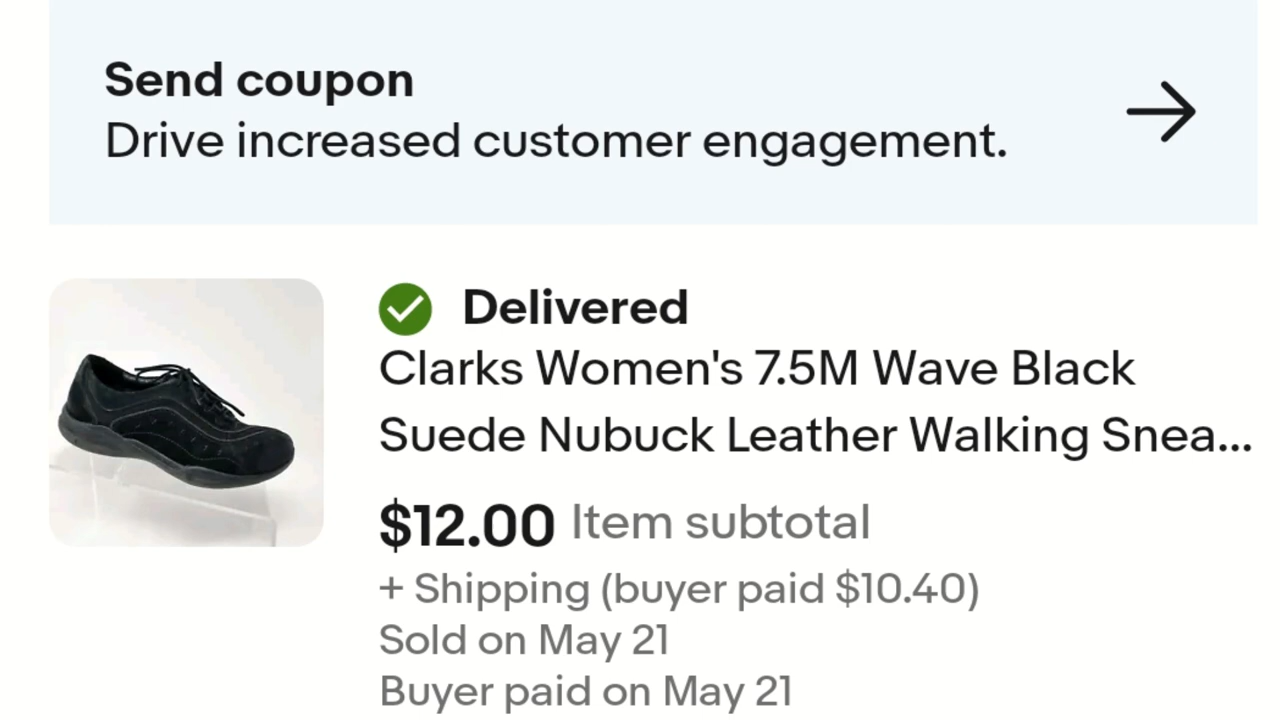 Send coupon
Drive increased customer engagement.
Delivered
Clarks Women's 7.5M Wave Black
Suede Nubuck Leather Walking Snea...
$12.00 Item subtotal
+ Shipping (buyer paid $10.40)
Sold on May 21
Buyer paid on May 21